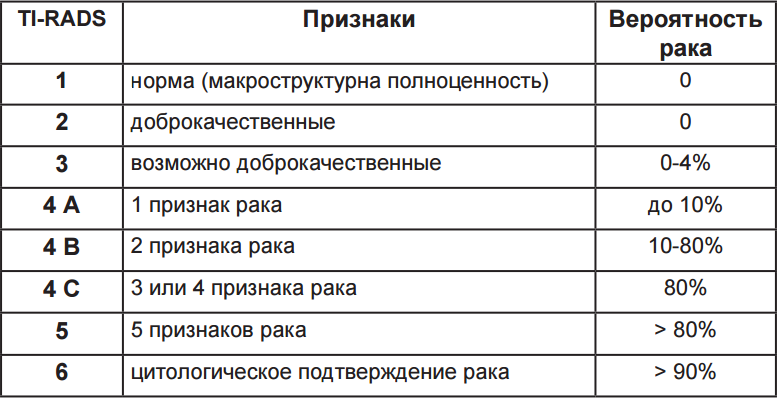 TI-RADS Признаки Вероятность
рака
1 норма (макроструктурна полноценность) 0
2 доброкачественные 0
3 возможно доброкачественные 0-4%
4 A 1 признак рака до 10%
4 B 2 признака рака 10-80%
4 C 3 или 4 признака рака 80%
5 5 признаков рака > 80%
6 цитологическое подтверждение рака > 90%